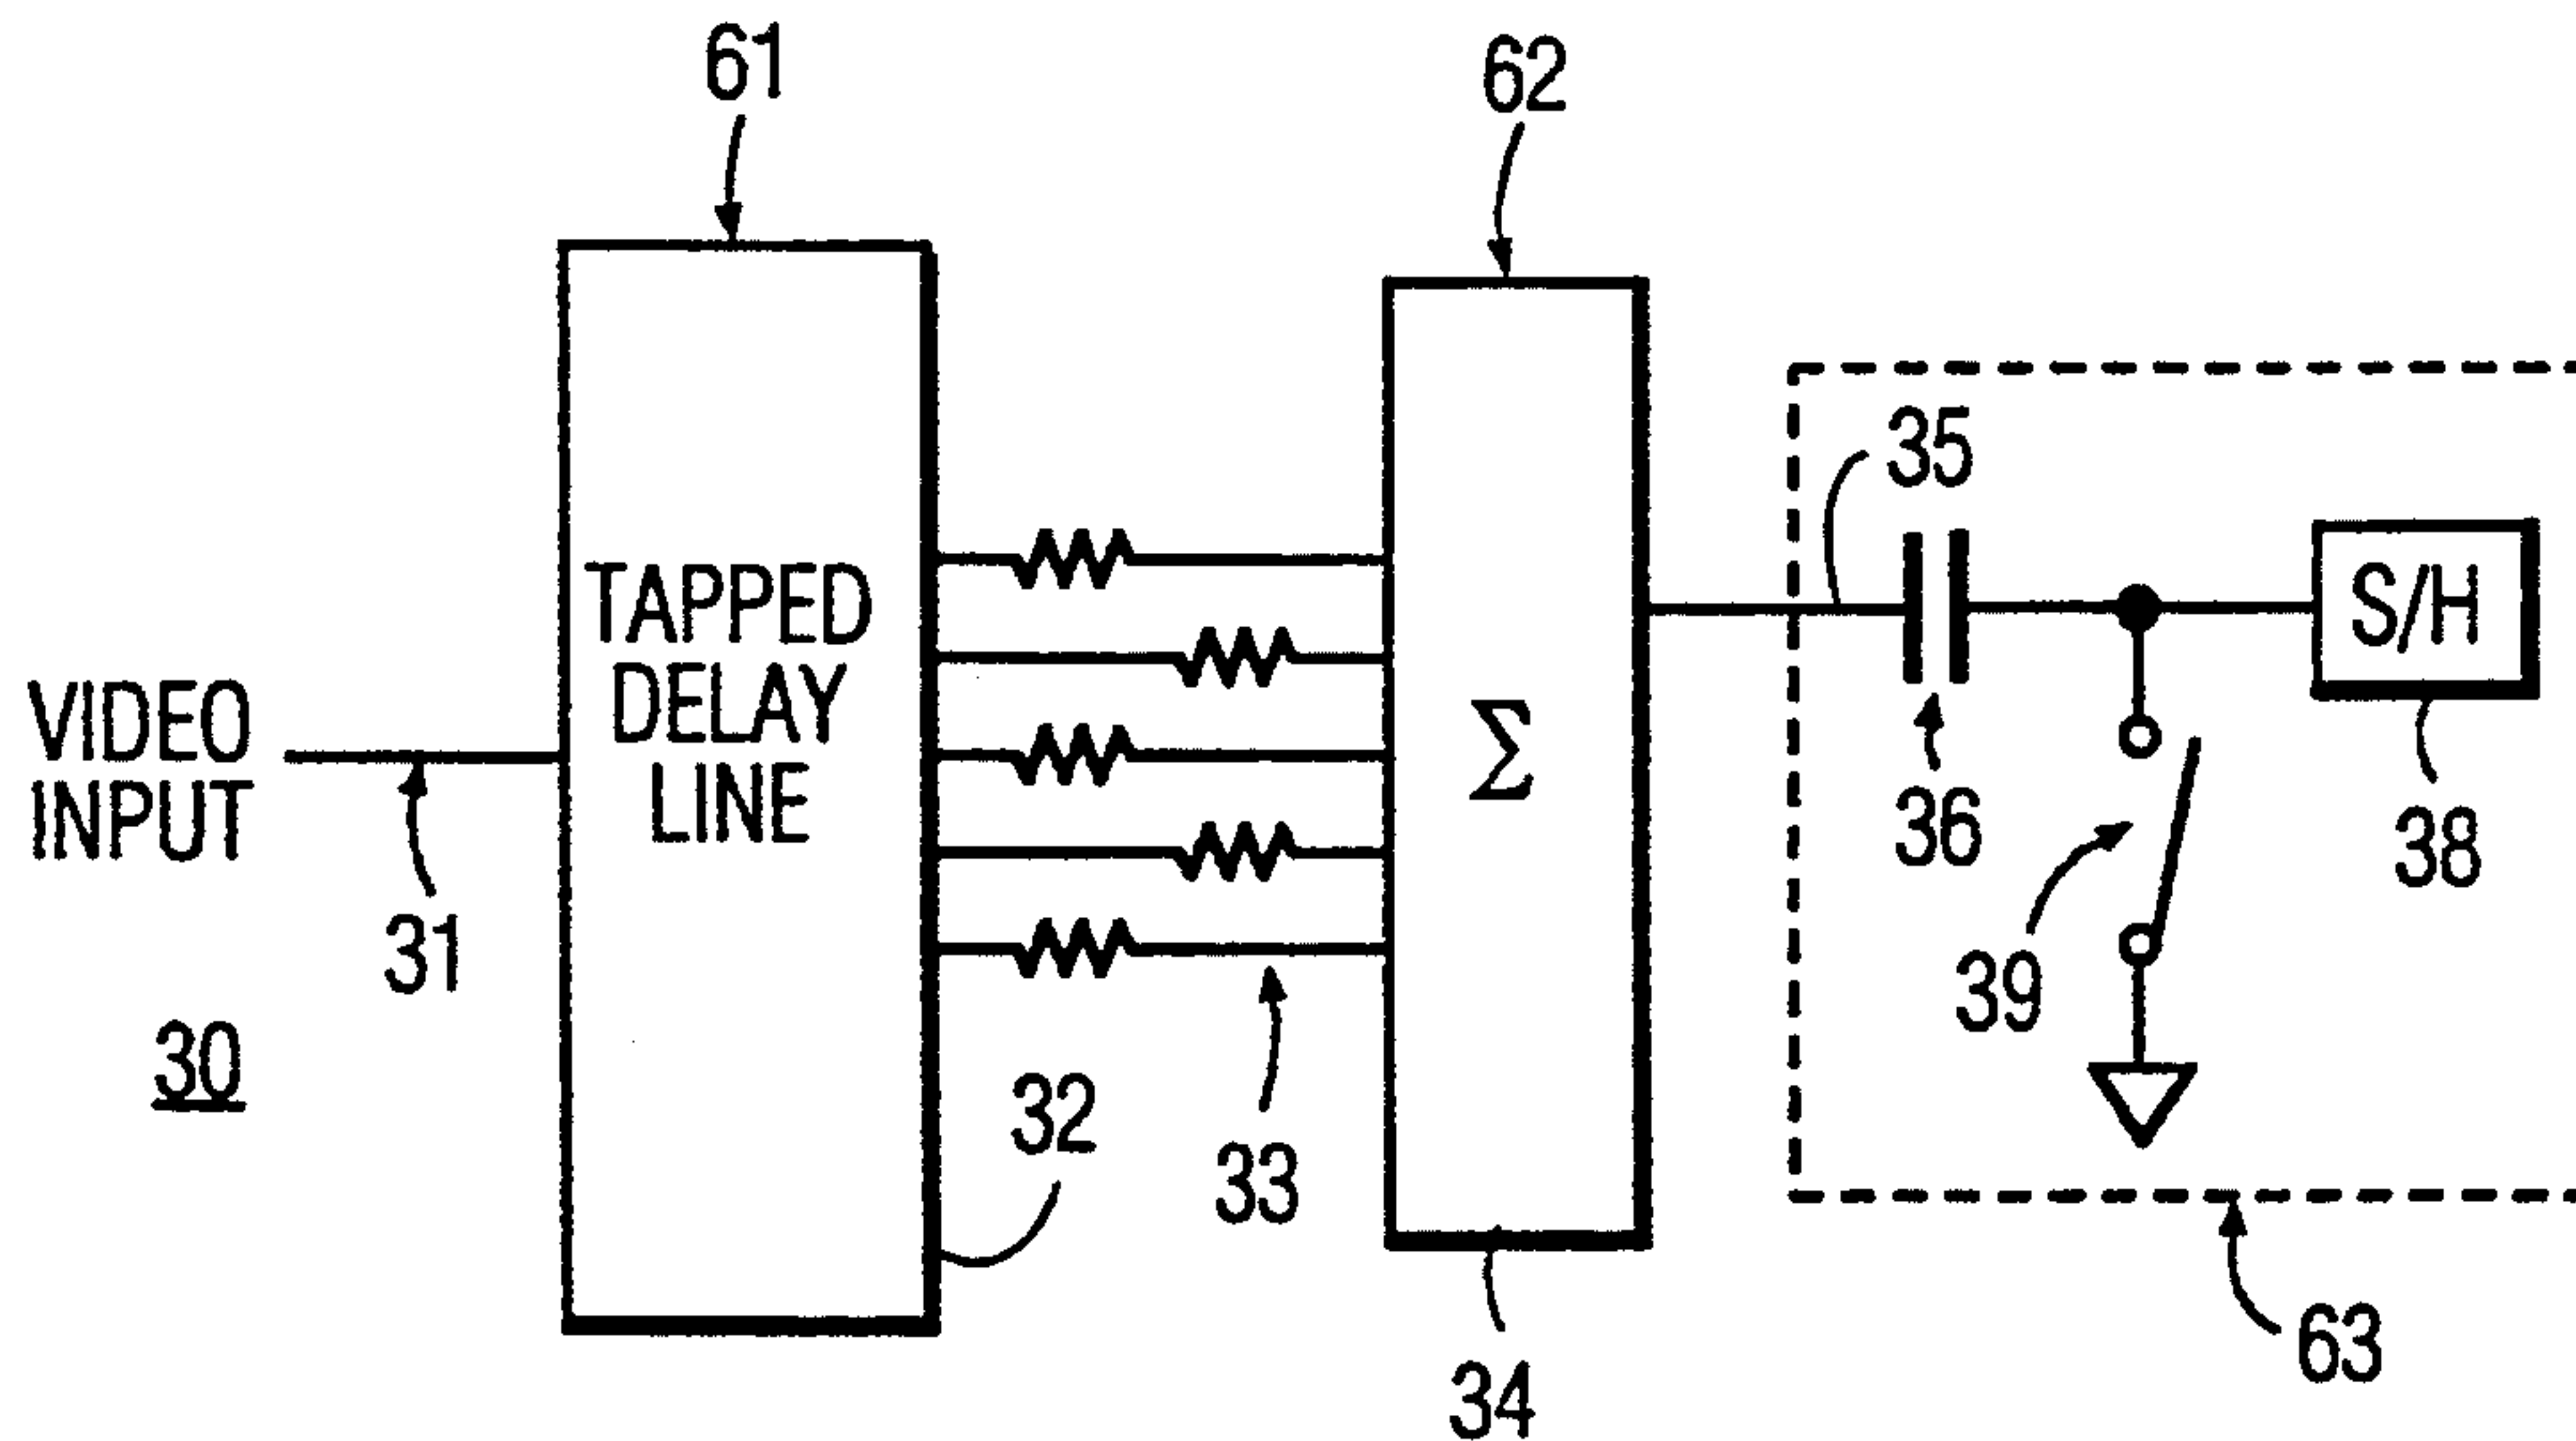 61
62
35
TAPPED
DELAY
LINE
S/H
VIDEO
INPUT
Σ
36
38
31
39
30
32
33
34
63